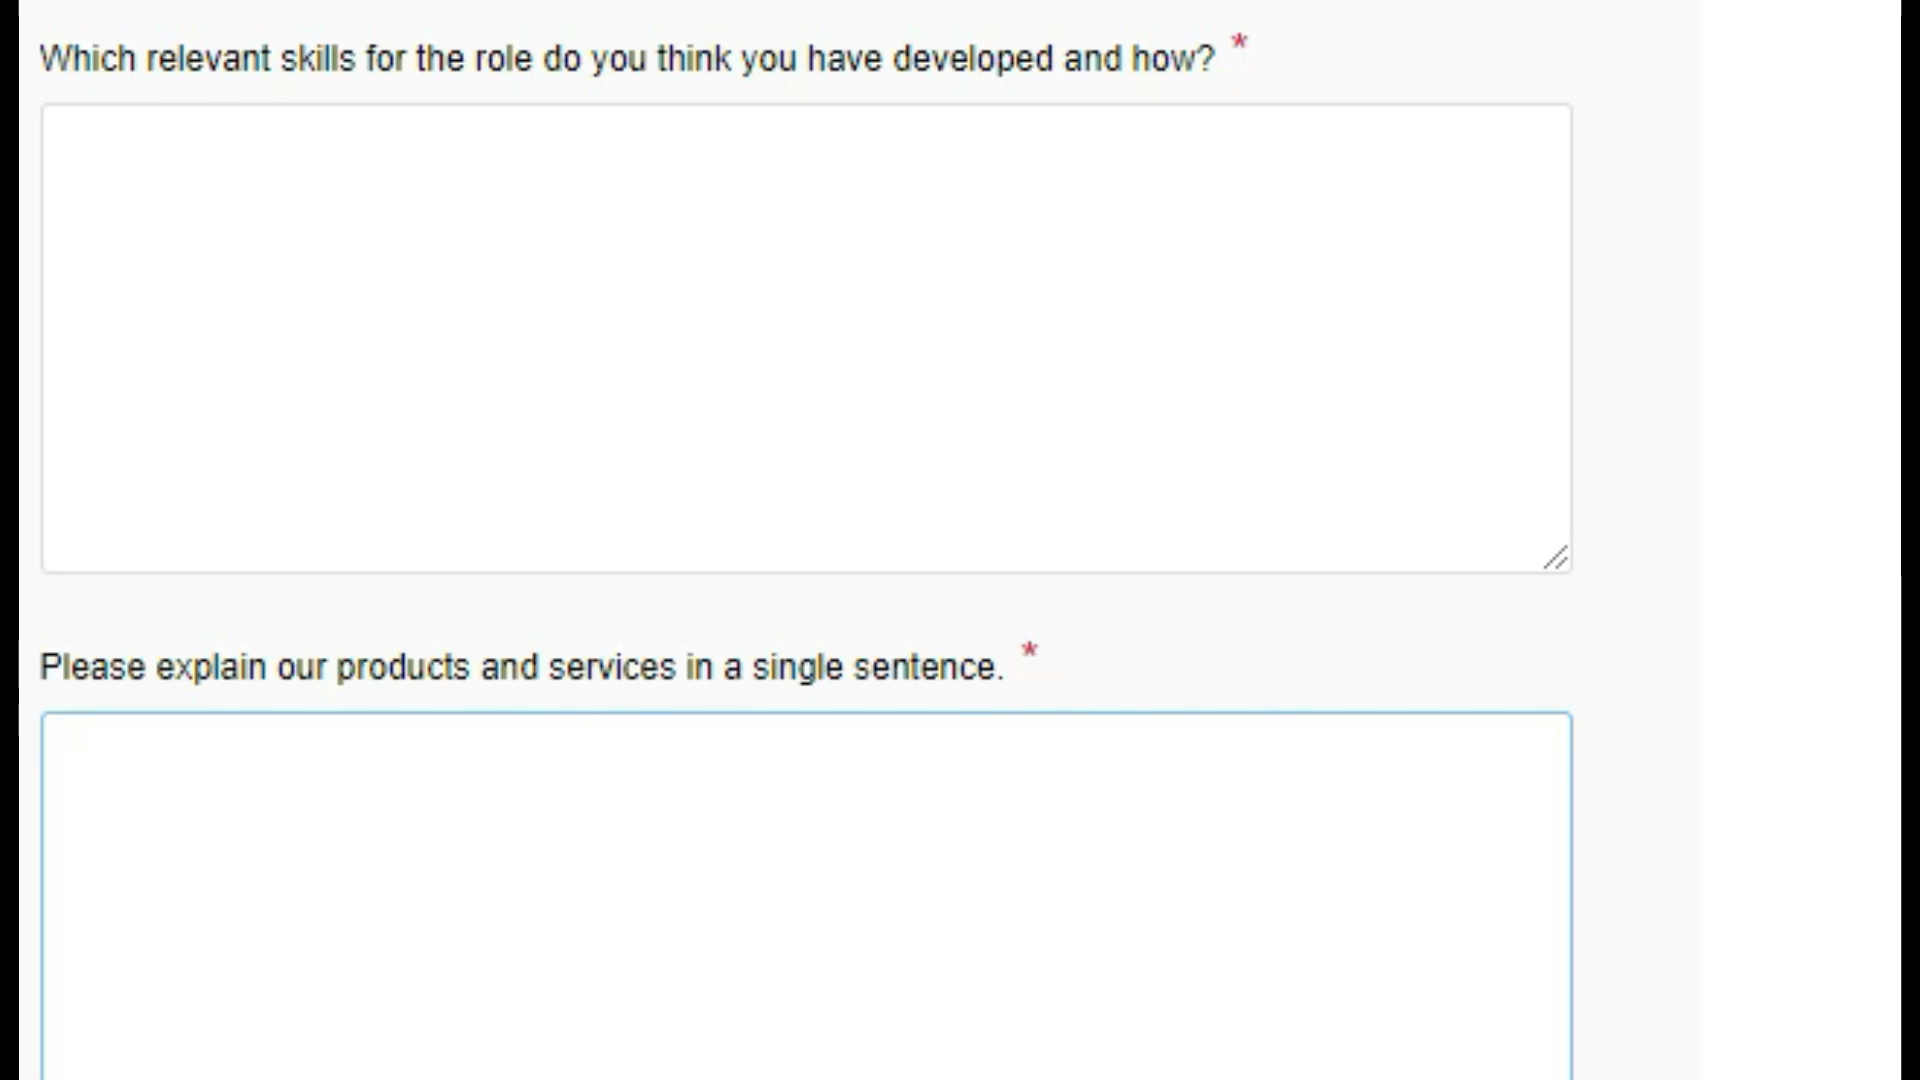 Which relevant skills for the role do you think you have developed and how? *
Please explain our products and services in a single sentence. *